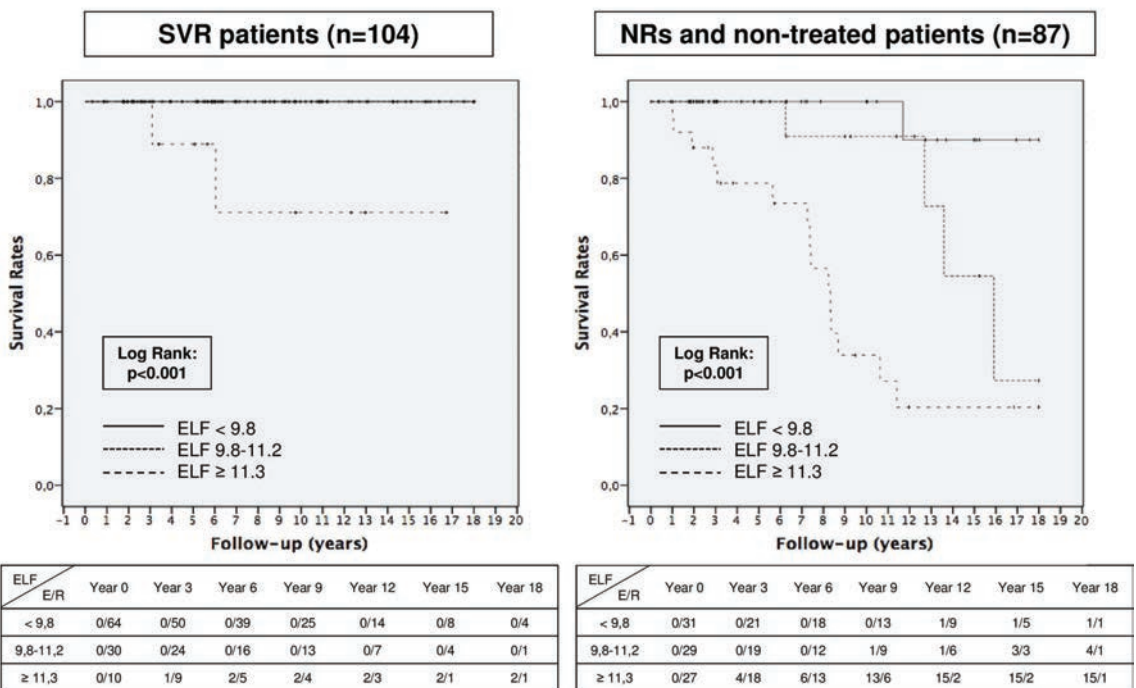 SVR patients (n=104)
1,0
0,8
0,6
0,4
0,2
0,0
Survival Rates
Log Rank:
p<0.001
ELF < 9.8
ELF 9.8-11.2
ELF ≥ 11.3
-1 0 1 2 3 4 5 6 7 8 9 10 11 12 13 14 15 16 17 18 19 20
Follow-up (years)
ELF E/R Year 0 Year 3 Year 6 Year 9 Year 12 Year 15 Year 18
< 9,8 0/64 0/50 0/39 0/25 0/14 0/8 0/4
9,8-11,2 0/30 0/24 0/16 0/13 0/7 0/4 0/1
≥ 11,3 0/10 1/9 2/5 2/4 2/3 2/1 2/1
NRs and non-treated patients (n=87)
1,0
0,8
0,6
0,4
0,2
0,0
Survival Rates
Log Rank:
p<0.001
ELF < 9.8
ELF 9.8-11.2
ELF ≥ 11.3
-1 0 1 2 3 4 5 6 7 8 9 10 11 12 13 14 15 16 17 18 19 20
Follow-up (years)
ELF E/R Year 0 Year 3 Year 6 Year 9 Year 12 Year 15 Year 18
< 9,8 0/31 0/21 0/18 0/13 1/9 1/5 1/1
9,8-11,2 0/29 0/19 0/12 1/9 1/6 3/3 4/1
≥ 11,3 0/27 4/18 6/13 13/6 15/2 15/2 15/1